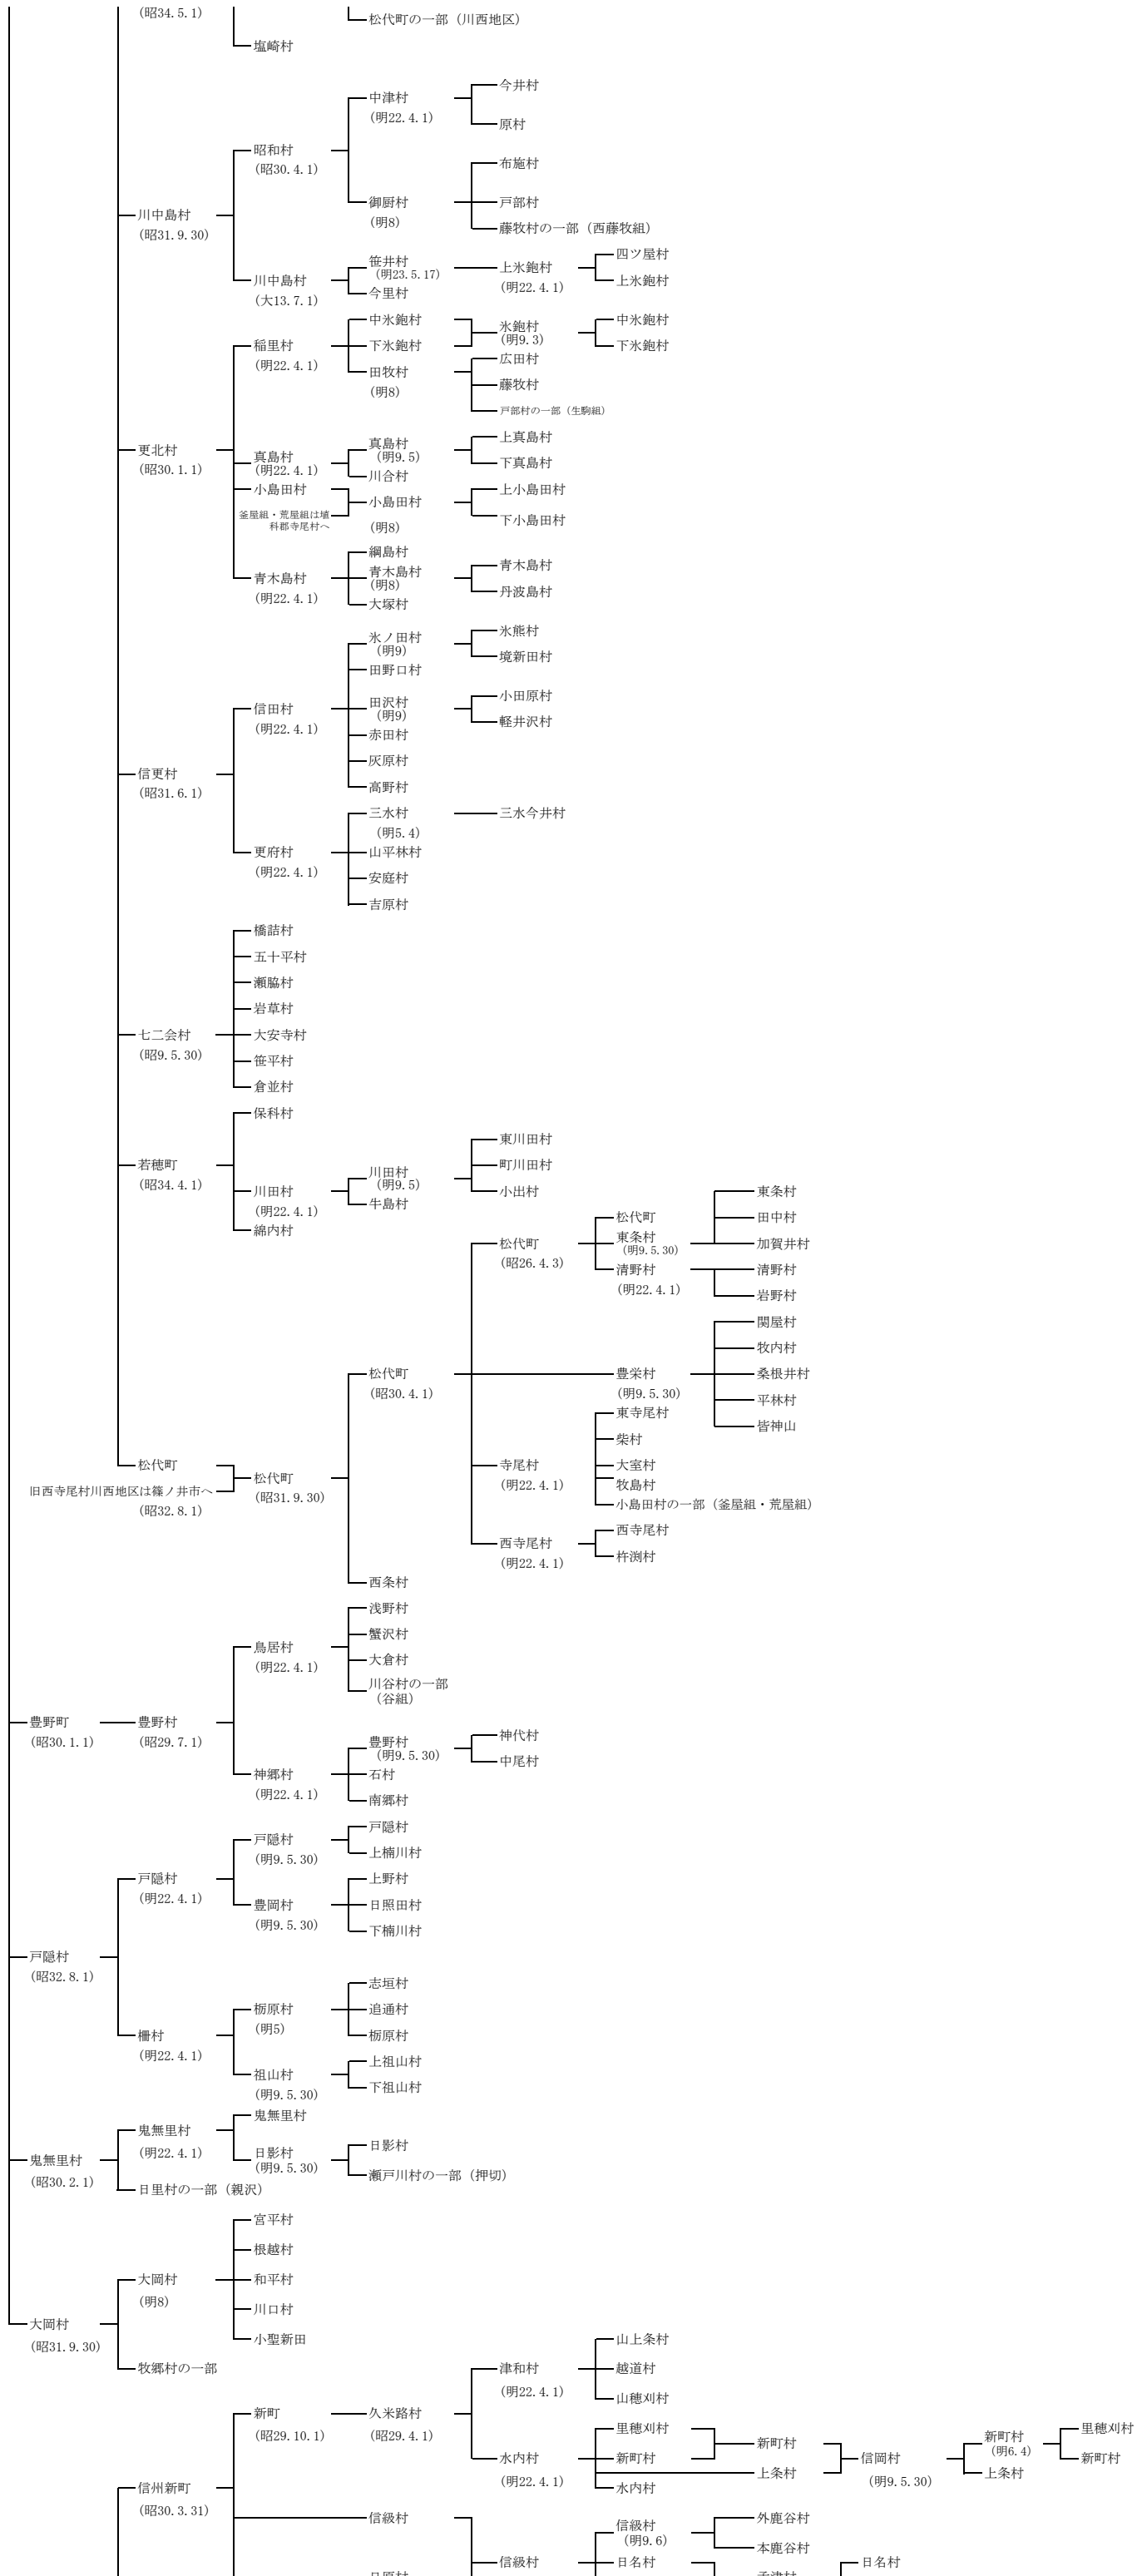 (昭34.5.1)
松代町の一部（川西地区）
塩崎村
今井村
中津村
(明22.4.1)
原村
昭和村
(昭30.4.1)
布施村
御厨村
(明8)
戸部村
藤牧村の一部（西藤牧組）
川中島村
(昭31.9.30)
四ツ屋村
笹井村
(明23.5.17)
上氷鉋村
(明22.4.1)
上氷鉋村
川中島村
(大13.7.1)
今里村
中氷鉋村
氷鉋村
(明9.3)
中氷鉋村
稲里村
(明22.4.1)
下氷鉋村
下氷鉋村
広田村
田牧村
(明8)
藤牧村
戸部村の一部（生駒組）
更北村
(昭30.1.1)
真島村
(明22.4.1)
真島村
(明9.5)
上真島村
下真島村
川合村
小島田村
小島田村
(明8)
上小島田村
下小島田村
釜屋組・荒屋組は埴
科郡寺尾村へ
綱島村
青木島村
(明22.4.1)
青木島村
(明8)
青木島村
丹波島村
大塚村
氷ノ田村
(明9)
氷熊村
境新田村
田野口村
信田村
(明22.4.1)
田沢村
(明9)
小田原村
軽井沢村
赤田村
灰原村
高野村
信更村
(昭31.6.1)
三水村
(明5.4)
三水今井村
更府村
(明22.4.1)
山平林村
安庭村
吉原村
橋詰村
五十平村
瀬脇村
岩草村
七二会村
(昭9.5.30)
大安寺村
笹平村
倉並村
保科村
若穂町
(昭34.4.1)
川田村
(明22.4.1)
川田村
(明9.5)
東川田村
町川田村
小出村
牛島村
綿内村
松代町
(昭26.4.3)
松代町
東条村
(明9.5.30)
東条村
田中村
加賀井村
清野村
(明22.4.1)
清野村
岩野村
松代町
(昭30.4.1)
豊栄村
(明9.5.30)
関屋村
牧内村
桑根井村
平林村
皆神山
松代町
旧西寺尾村川西地区は篠ノ井市へ
(昭32.8.1)
松代町
(昭31.9.30)
寺尾村
(明22.4.1)
東寺尾村
柴村
大室村
牧島村
小島田村の一部（釜屋組・荒屋組）
西寺尾村
(明22.4.1)
西寺尾村
杵渕村
西条村
鳥居村
(明22.4.1)
浅野村
蟹沢村
大倉村
川谷村の一部
（谷組）
豊野町
(昭30.1.1)
豊野村
(昭29.7.1)
神郷村
(明22.4.1)
豊野村
(明9.5.30)
神代村
中尾村
石村
南郷村
戸隠村
(昭32.8.1)
戸隠村
(明22.4.1)
戸隠村
(明9.5.30)
戸隠村
上楠川村
豊岡村
(明9.5.30)
上野村
日照田村
下楠川村
柵村
(明22.4.1)
栃原村
(明5)
志垣村
追通村
栃原村
祖山村
(明9.5.30)
上祖山村
下祖山村
鬼無里村
(昭30.2.1)
鬼無里村
(明22.4.1)
鬼無里村
日影村
(明9.5.30)
日影村
瀬戸川村の一部（押切）
日里村の一部（親沢）
大岡村
(昭31.9.30)
大岡村
(明8)
宮平村
根越村
和平村
川口村
小聖新田
牧郷村の一部
信州新町
(昭30.3.31)
新町
(昭29.10.1)
久米路村
(昭29.4.1)
津和村
(明22.4.1)
山上条村
越道村
山穂刈村
水内村
(明22.4.1)
里穂刈村
新町村
水内村
新町村
上条村
信岡村
(明9.5.30)
新町村
(明6.4)
上条村
里穂刈村
新町村
信級村
信級村
信級村
(明9.6)
外鹿谷村
本鹿谷村
日名村
日名村